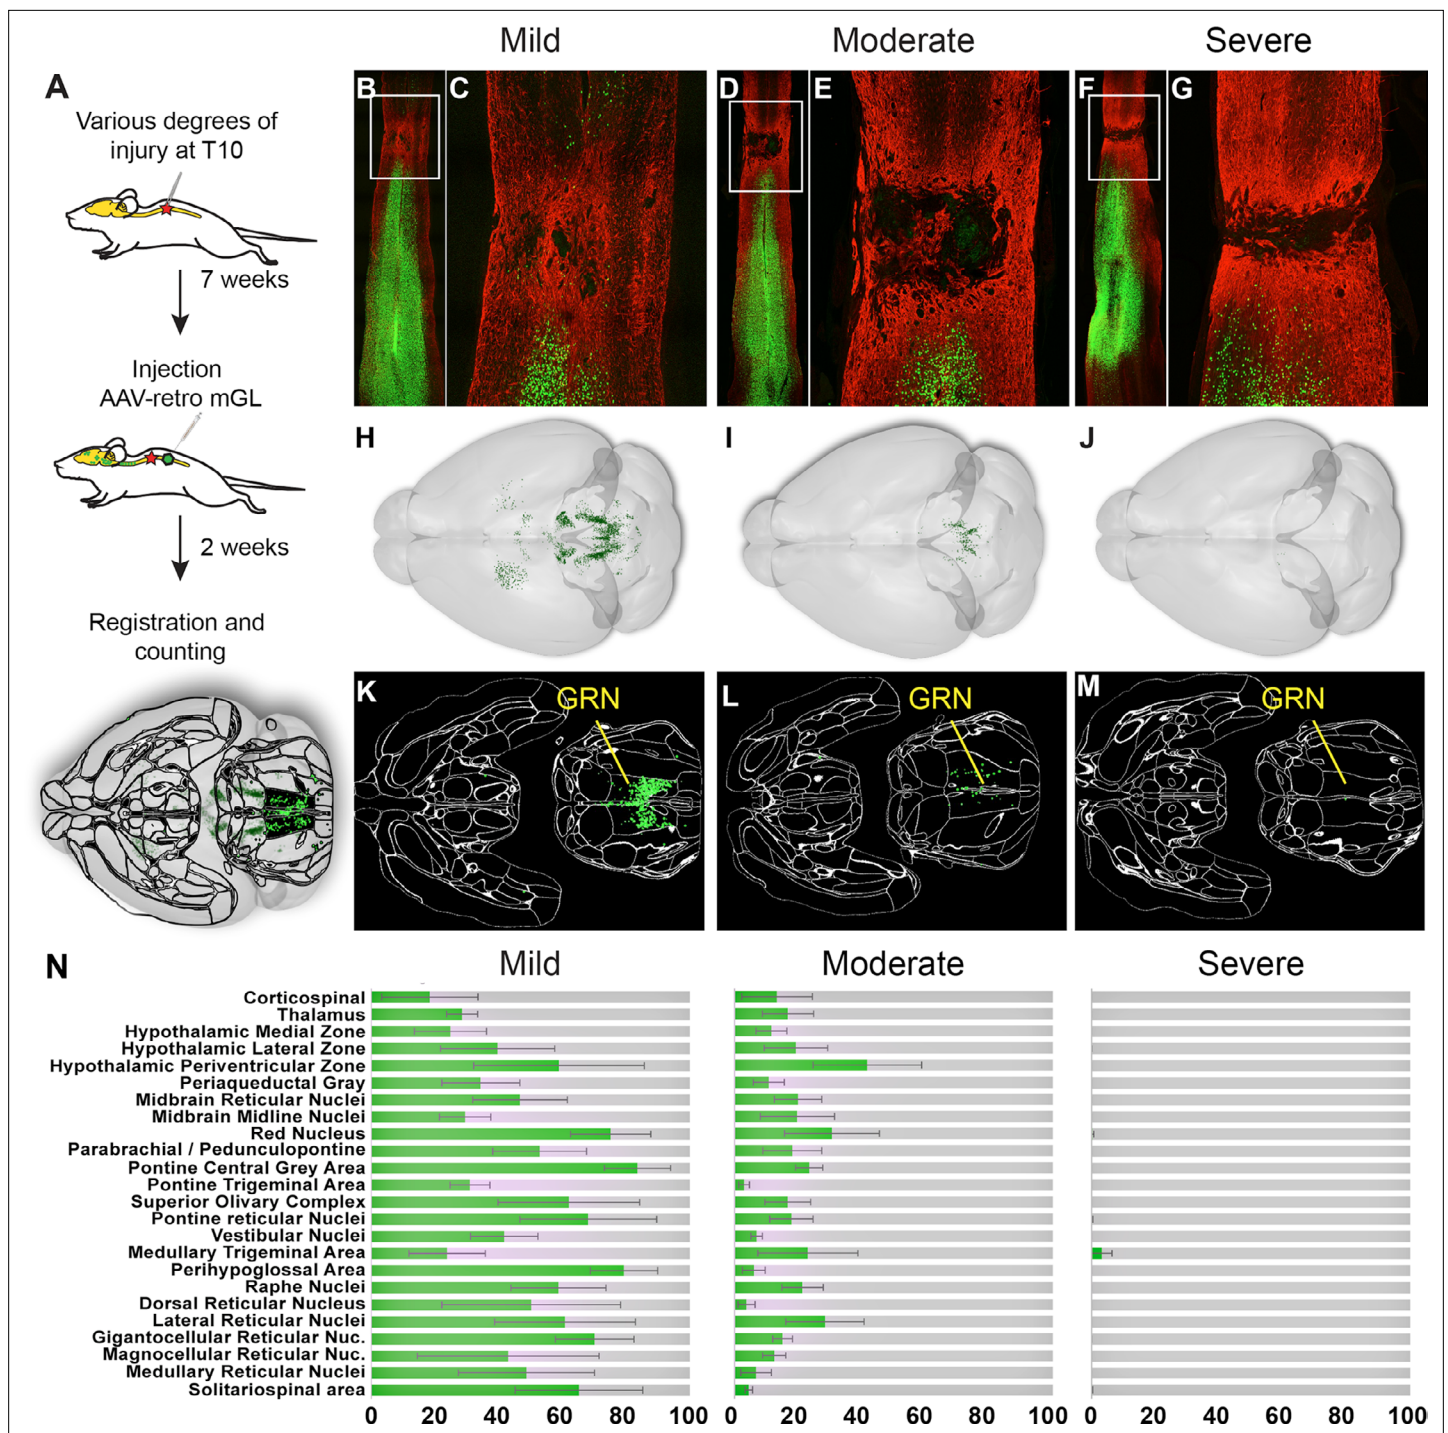 Mild Moderate Severe
A
Various degrees of
injury at T10
7 weeks
Injection
AAV-retro mGL
2 weeks
Registration and
counting
B C D E F G
H I J
K GRN L GRN M GRN
N Mild Moderate Severe
Corticospinal
Thalamus
Hypothalamic Medial Zone
Hypothalamic Lateral Zone
Hypothalamic Periventricular Zone
Periaqueductal Gray
Midbrain Reticular Nuclei
Midbrain Midline Nuclei
Red Nucleus
Parabrachial / Pedunculopontine
Pontine Central Grey Area
Pontine Trigeminal Area
Superior Olivary Complex
Pontine reticular Nuclei
Vestibular Nuclei
Medullary Trigeminal Area
Perihypoglossal Area
Raphe Nuclei
Dorsal Reticular Nucleus
Lateral Reticular Nuclei
Gigantocellular Reticular Nuc.
Magnocellular Reticular Nuc.
Medullary Reticular Nuclei
Solitariospinal area
0 20 40 60 80 100 0 20 40 60 80 100 0 20 40 60 80 100